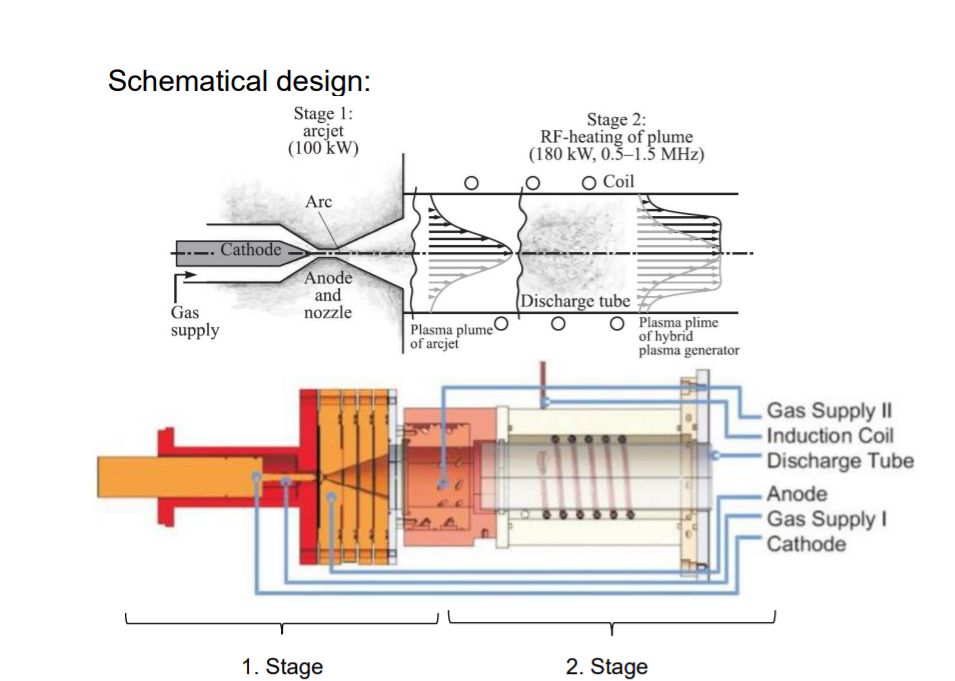 Schematical design:
Stage 1:
arcjet
(100 kW)
Stage 2:
RF-heating of plume
(180 kW, 0.5–1.5 MHz)
Coil
Arc
Cathode
Anode
and
nozzle
Gas
supply
Discharge tube
Plasma plume
of arcjet
Plasma plime
of hybrid
plasma generator
Gas Supply II
Induction Coil
Discharge Tube
Anode
Gas Supply I
Cathode
1. Stage
2. Stage